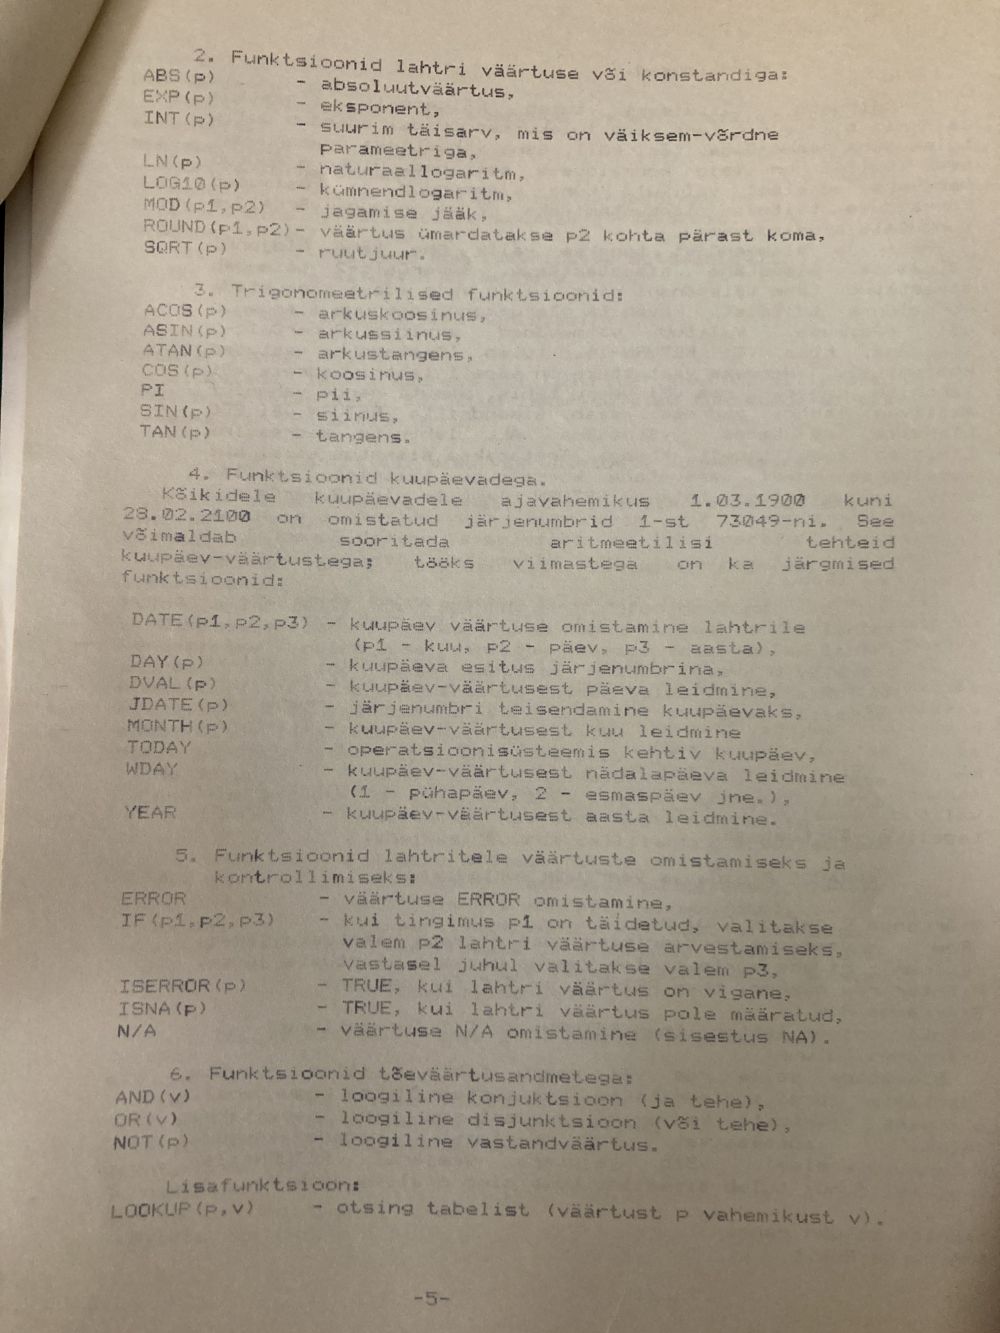 2. Funktsioonid lahtri väärtuse või konstandiga:
ABS(p) - absoluutväärtus,
EXP(p) - eksponent,
INT(p) - suurim täisarv, mis on väiksem-võrdne
parameetriga,
LN(p) - naturaallogaritm,
LOG10(p) - kümnendlogaritm,
MOD(p1,p2) - jagamise jääk,
ROUND(p1,p2)- väärtus ümardatakse p2 kohta pärast koma,
SQRT(p) - ruutjuur.
3. Trigonomeetrilised funktsioonid:
ACOS(p) - arkuskoosinus,
ASIN(p) - arkussiinus,
ATAN(p) - arkustangens,
COS(p) - koosinus,
PI - pii,
SIN(p) - siinus,
TAN(p) - tangens.
4. Funktsioonid kuupäevadega.
Kõikidele kuupäevadele ajavahemikus 1.03.1900 kuni
28.02.2100 on omistatud järjenumbrid 1-st 73049-ni. See
võimaldab sooritada aritmeetilisi tehteid
kuupäev-väärtustega; tööks viimastega on ka järgmised
funktsioonid:
DATE(p1,p2,p3) - kuupäev väärtuse omistamine lahtrile
(p1 - kuu, p2 - päev, p3 - aasta),
DAY(p) - kuupäeva esitus järjenumbrina,
DVAL(p) - kuupäev-väärtusest päeva leidmine,
JDATE(p) - järjenumbri teisendamine kuupäevaks,
MONTH(p) - kuupäev-väärtusest kuu leidmine
TODAY - operatsioonisüsteemis kehtiv kuupäev,
WDAY - kuupäev-väärtusest nädalapäeva leidmine
(1 - pühapäev, 2 - esmaspäev jne.),
YEAR - kuupäev-väärtusest aasta leidmine.
5. Funktsioonid lahtritele väärtuste omistamiseks ja
kontrollimiseks:
ERROR - väärtuse ERROR omistamine,
IF(p1,p2,p3) - kui tingimus p1 on täidetud, valitakse
valem p2 lahtri väärtuse arvestamiseks,
vastasel juhul valitakse valem p3,
ISERROR(p) - TRUE, kui lahtri väärtus on vigane,
ISNA(p) - TRUE, kui lahtri väärtus pole määratud,
N/A - väärtuse N/A omistamine (sisestus NA).
6. Funktsioonid tõeväärtusandmetega:
AND(v) - loogiline konjuktsioon (ja tehe),
OR(v) - loogiline disjunktsioon (või tehe),
NOT(p) - loogiline vastandväärtus.
Lisafunktsioon:
LOOKUP(p,v) - otsing tabelist (väärtust p vahemikust v).
-5-